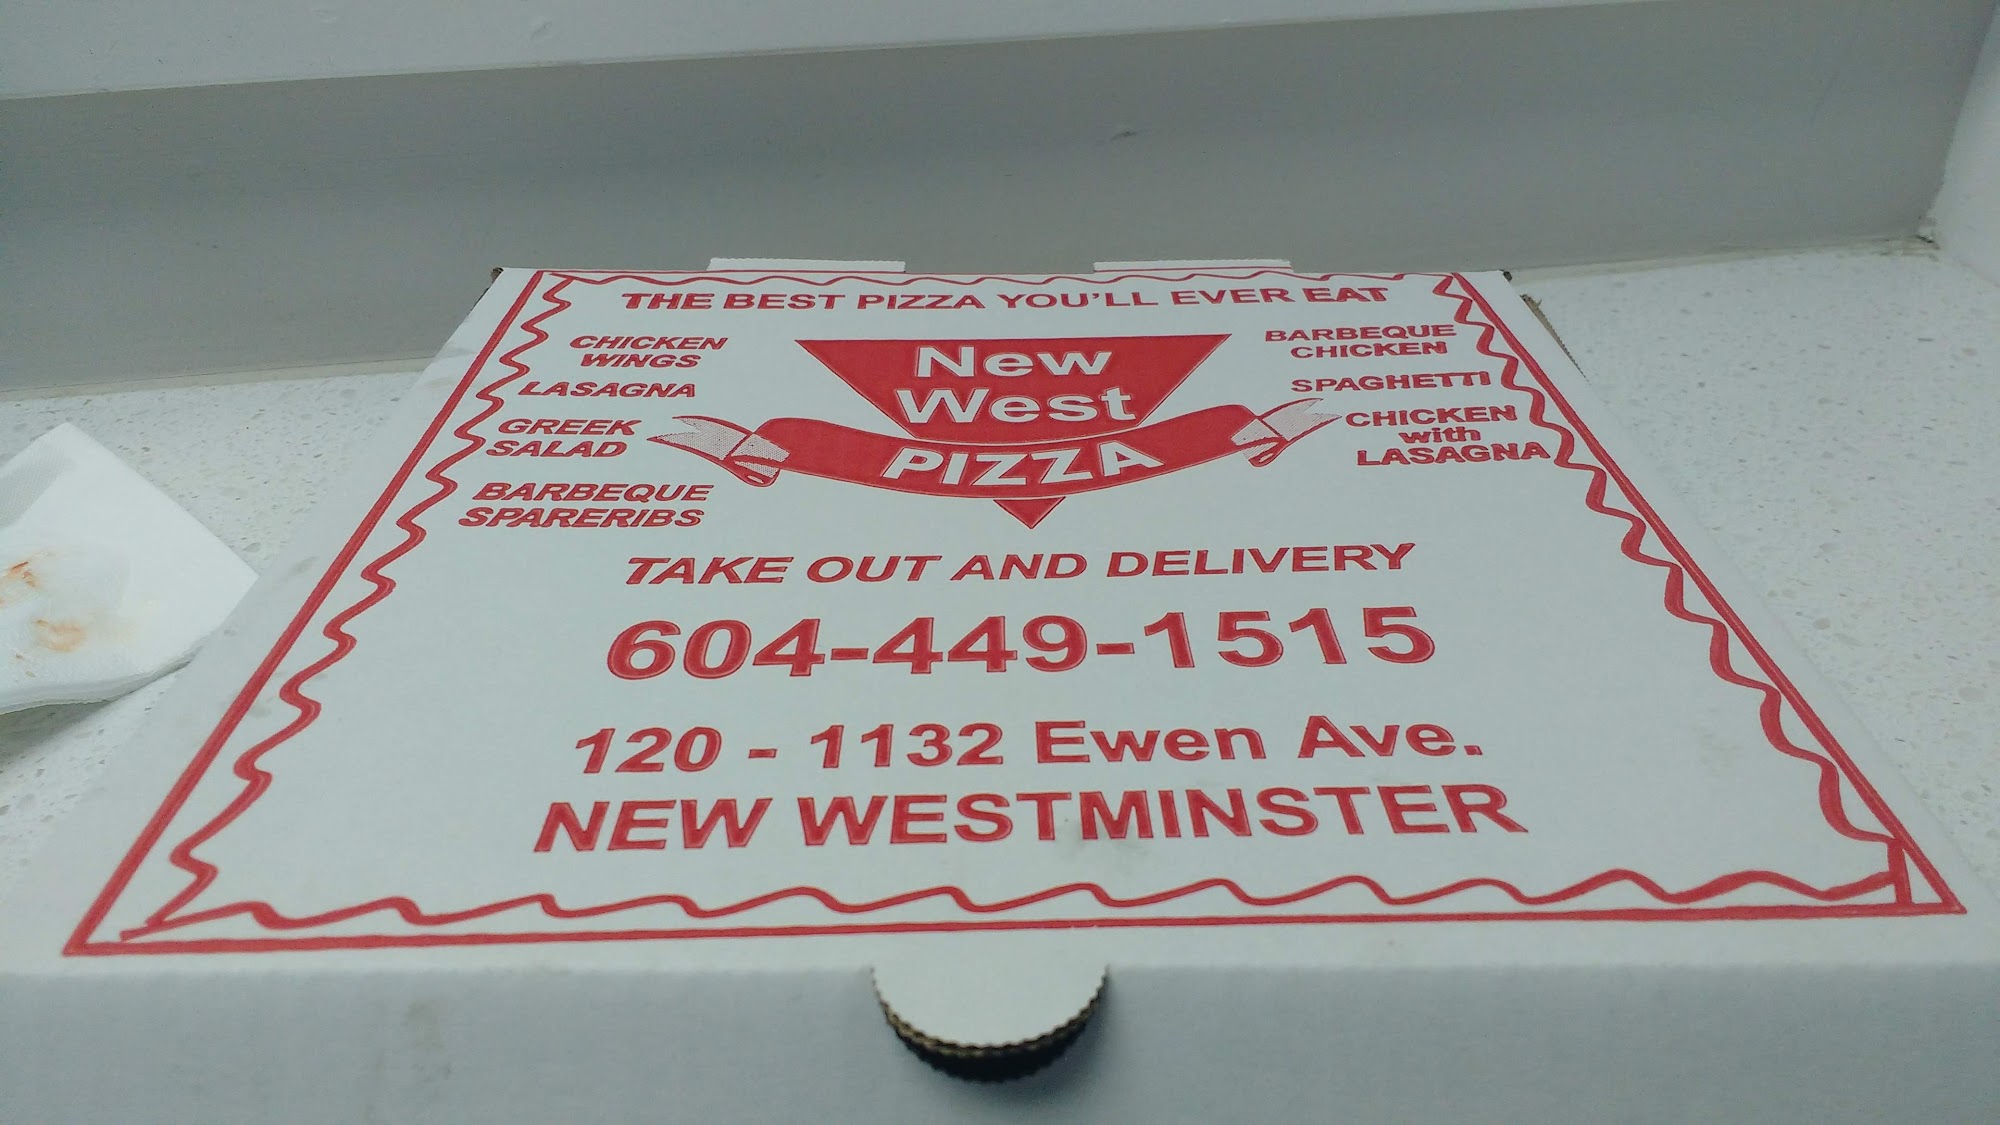 THE BEST PIZZA YOU'LL EVER EAT
CHICKEN
WINGS
LASAGNA
GREEK
SALAD
BARBEQUE
SPARERIBS
New
West
PIZZA
BARBEQUE
CHICKEN
SPAGHETTI
CHICKEN
with
LASAGNA
TAKE OUT AND DELIVERY
604-449-1515
120 - 1132 Ewen Ave.
NEW WESTMINSTER